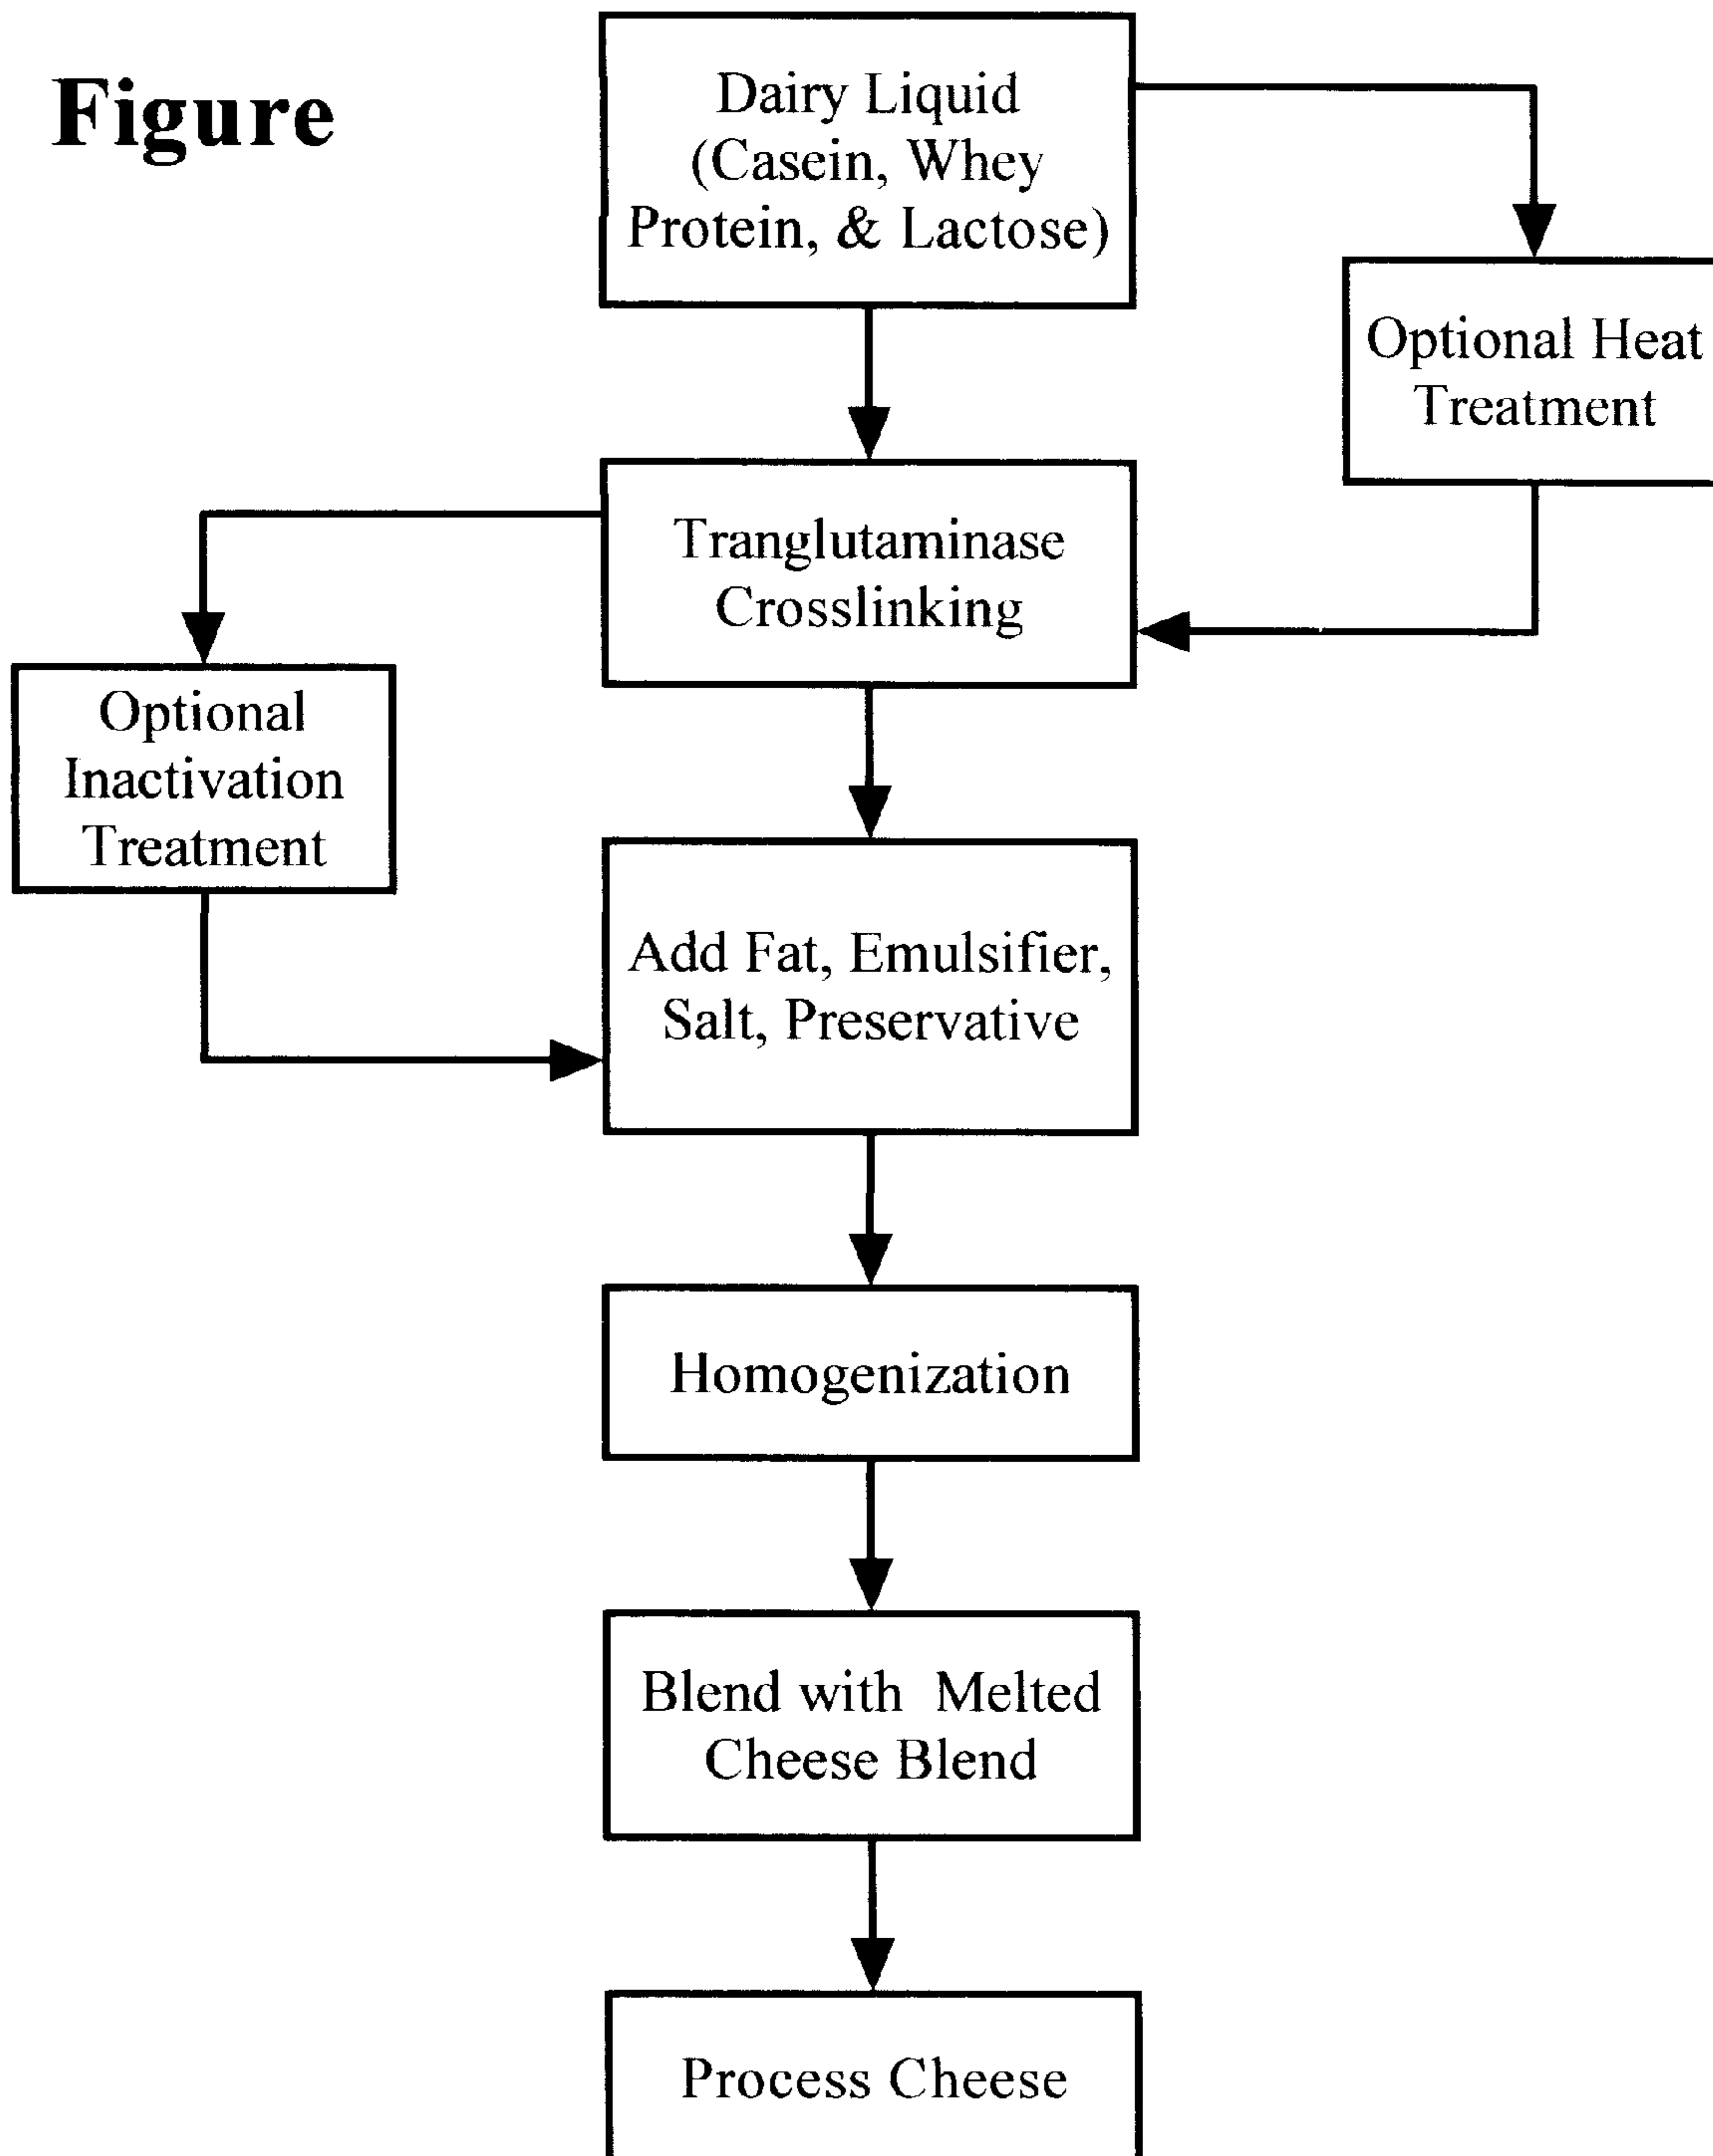 Figure
Dairy Liquid
(Casein, Whey
Protein, & Lactose)
Optional Heat
Treatment
Tranglutaminase
Crosslinking
Optional
Inactivation
Treatment
Add Fat, Emulsifier,
Salt, Preservative
Homogenization
Blend with Melted
Cheese Blend
Process Cheese